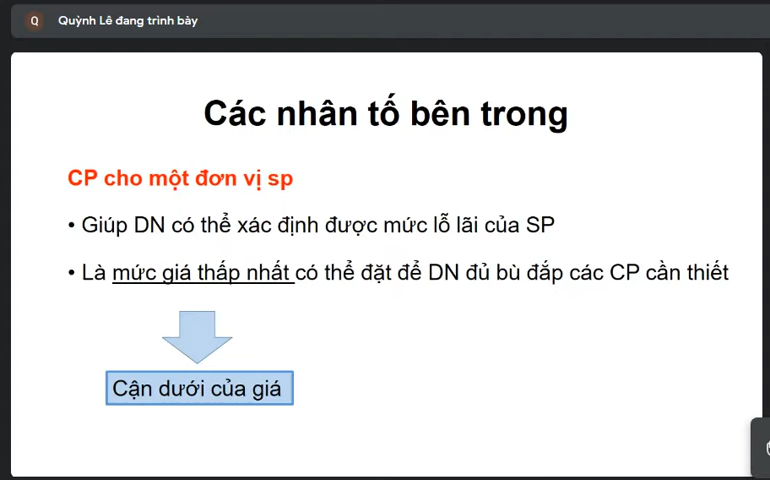 Q Quỳnh Lê đang trình bày
Các nhân tố bên trong
CP cho một đơn vị sp
• Giúp DN có thể xác định được mức lỗ lãi của SP
• Là mức giá thấp nhất có thể đặt để DN đủ bù đắp các CP cần thiết
Cận dưới của giá